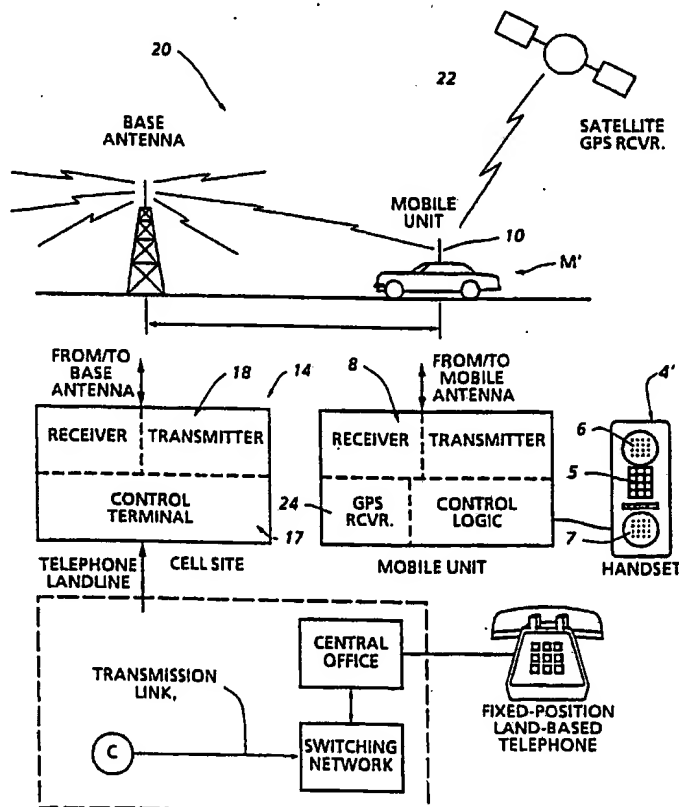 20
22
BASE
ANTENNA
SATELLITE
GPS RCVR.
MOBILE
UNIT
10
M'
FROM/TO
BASE
ANTENNA
18
14
8
FROM/TO
MOBILE
ANTENNA
4'
RECEIVER
TRANSMITTER
RECEIVER
TRANSMITTER
6
5
CONTROL
TERMINAL
24
GPS
RCVR.
CONTROL
LOGIC
17
7
TELEPHONE
LANDLINE
CELL SITE
MOBILE UNIT
HANDSET
CENTRAL
OFFICE
TRANSMISSION
LINK,
C
SWITCHING
NETWORK
FIXED-POSITION
LAND-BASED
TELEPHONE